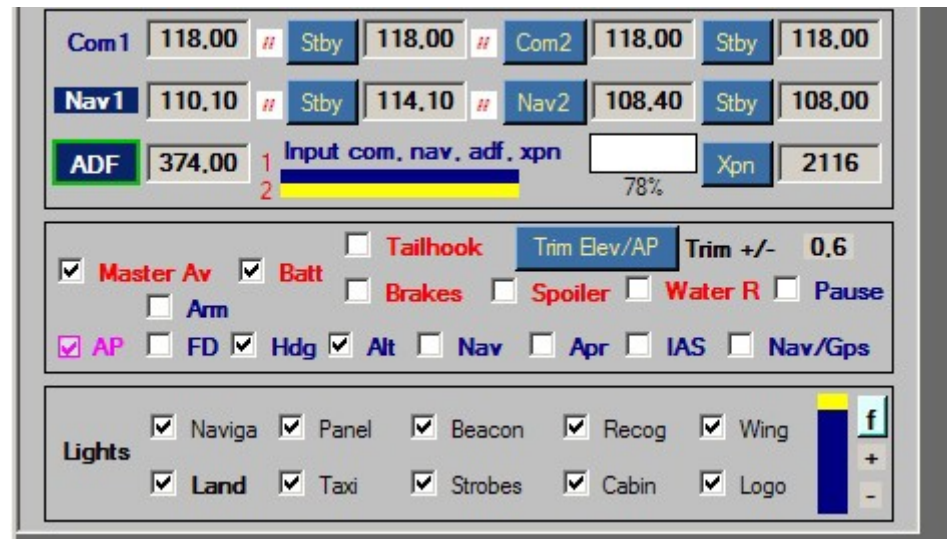 Com1 118.00 // Stby 118.00 // Com2 118.00 Stby 118.00
Nav1 110.10 // Stby 114.10 // Nav2 108.40 Stby 108.00
ADF 374.00 1 Input com, nav, adf, xpn Xpn 2116
2 78%
Tailhook Trim Elev/AP Trim +/- 0.6
Master Av Batt
Brakes Spoiler Water R Pause
Arm
AP FD Hdg Alt Nav Apr IAS Nav/Gps
Lights
Naviga Panel Beacon Recog Wing f
+
Land Taxi Strobes Cabin Logo -